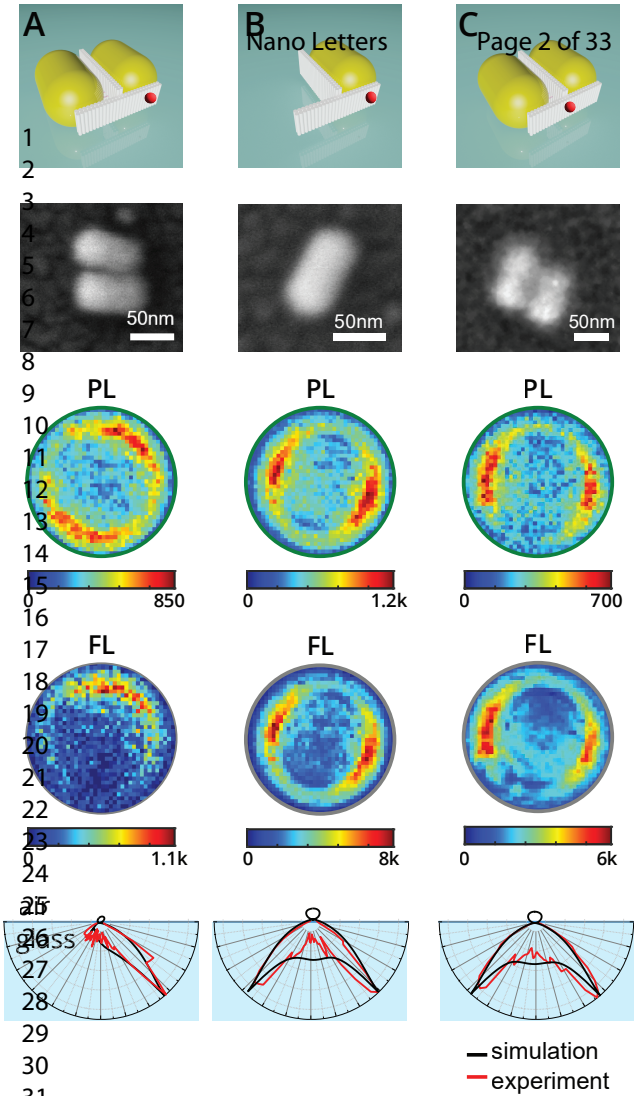 A B C
Nano Letters Page 2 of 33
1
2
3
4
5
6
7
50nm 50nm 50nm
8
9
PL PL PL
10
11
12
13
14
15
0 850 0 1.2k 0 700
16
17
FL FL FL
18
19
20
21
22
23
0 1.1k 0 8k 0 6k
24
25
air
26
glass
27
28
29
simulation
30
experiment
31